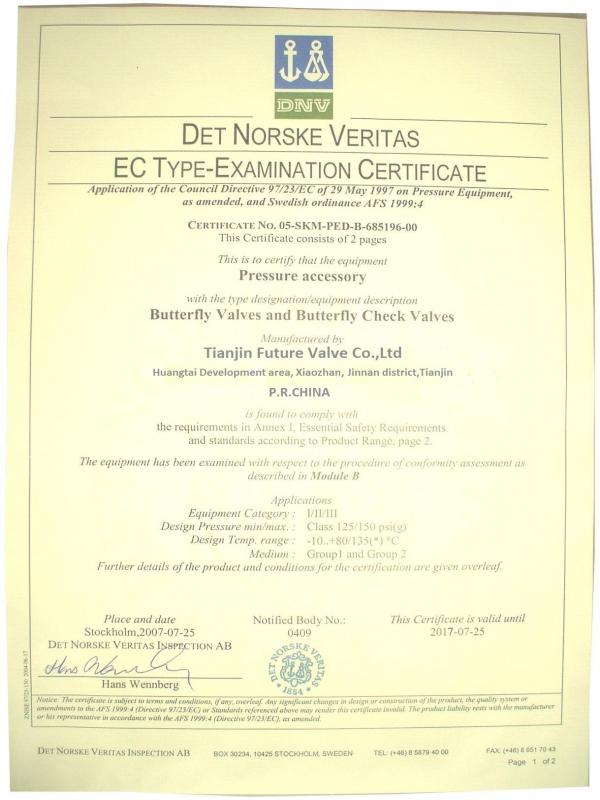 DNV
DET NORSKE VERITAS
EC TYPE-EXAMINATION CERTIFICATE
Application of the Council Directive 97/23/EC of 29 May 1997 on Pressure Equipment,
as amended, and Swedish ordinance AFS 1999:4
CERTIFICATE NO. 05-SKM-PED-B-685196-00
This Certificate consists of 2 pages
This is to certify that the equipment
Pressure accessory
with the type designation/equipment description
Butterfly Valves and Butterfly Check Valves
Manufactured by
Tianjin Future Valve Co.,Ltd
Huangtai Development area, Xiaozhan, Jinnan district,Tianjin
P.R.CHINA
is found to comply with
the requirements in Annex I, Essential Safety Requirements
and standards according to Product Range, page 2.
The equipment has been examined with respect to the procedure of conformity assessment as
described in Module B
Applications
Equipment Category : I/II/III
Design Pressure min/max. : Class 125/150 psi(g)
Design Temp. range : -10..+80/135(*) °C
Medium : Group1 and Group 2
Further details of the product and conditions for the certification are given overleaf.
Place and date
Stockholm,2007-07-25
DET NORSKE VERITAS INSPECTION AB
Hans Wennberg
Notified Body No.:
0409
DET NORSKE VERITAS
1864
This Certificate is valid until
2017-07-25
Notice: The certificate is subject to terms and conditions, if any, overleaf. Any significant changes in design or construction of the product, the quality system or
amendments to the AFS 1999:4 (Directive 97/23/EC) or Standards referenced above may render this certificate invalid. The product liability rests with the manufacturer
or his representative in accordance with the AFS 1999:4 (Directive 97/23/EC), as amended.
DET NORSKE VERITAS INSPECTION AB BOX 30234, 10425 STOCKHOLM, SWEDEN TEL: (+46) 8 5879 40 00 FAX: (+46) 8 651 70 43
Page 1 of 2